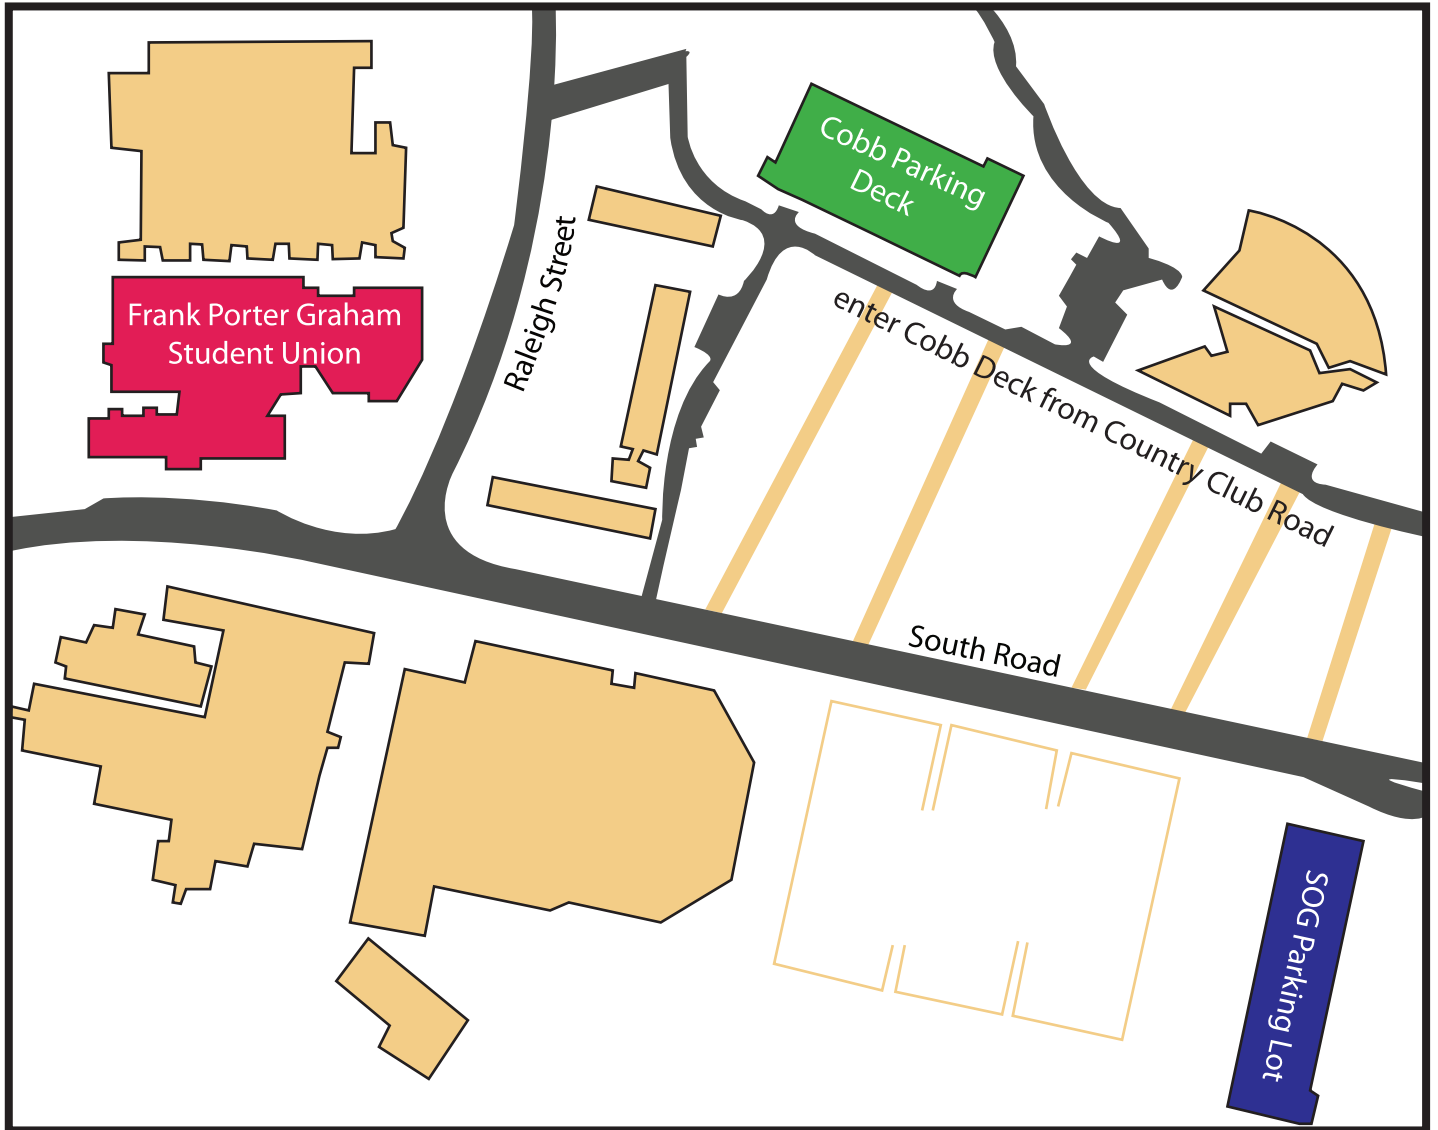 Cobb Parking
Deck
Raleigh Street
Frank Porter Graham
Student Union
enter Cobb Deck from Country Club Road
South Road
SOG Parking Lot